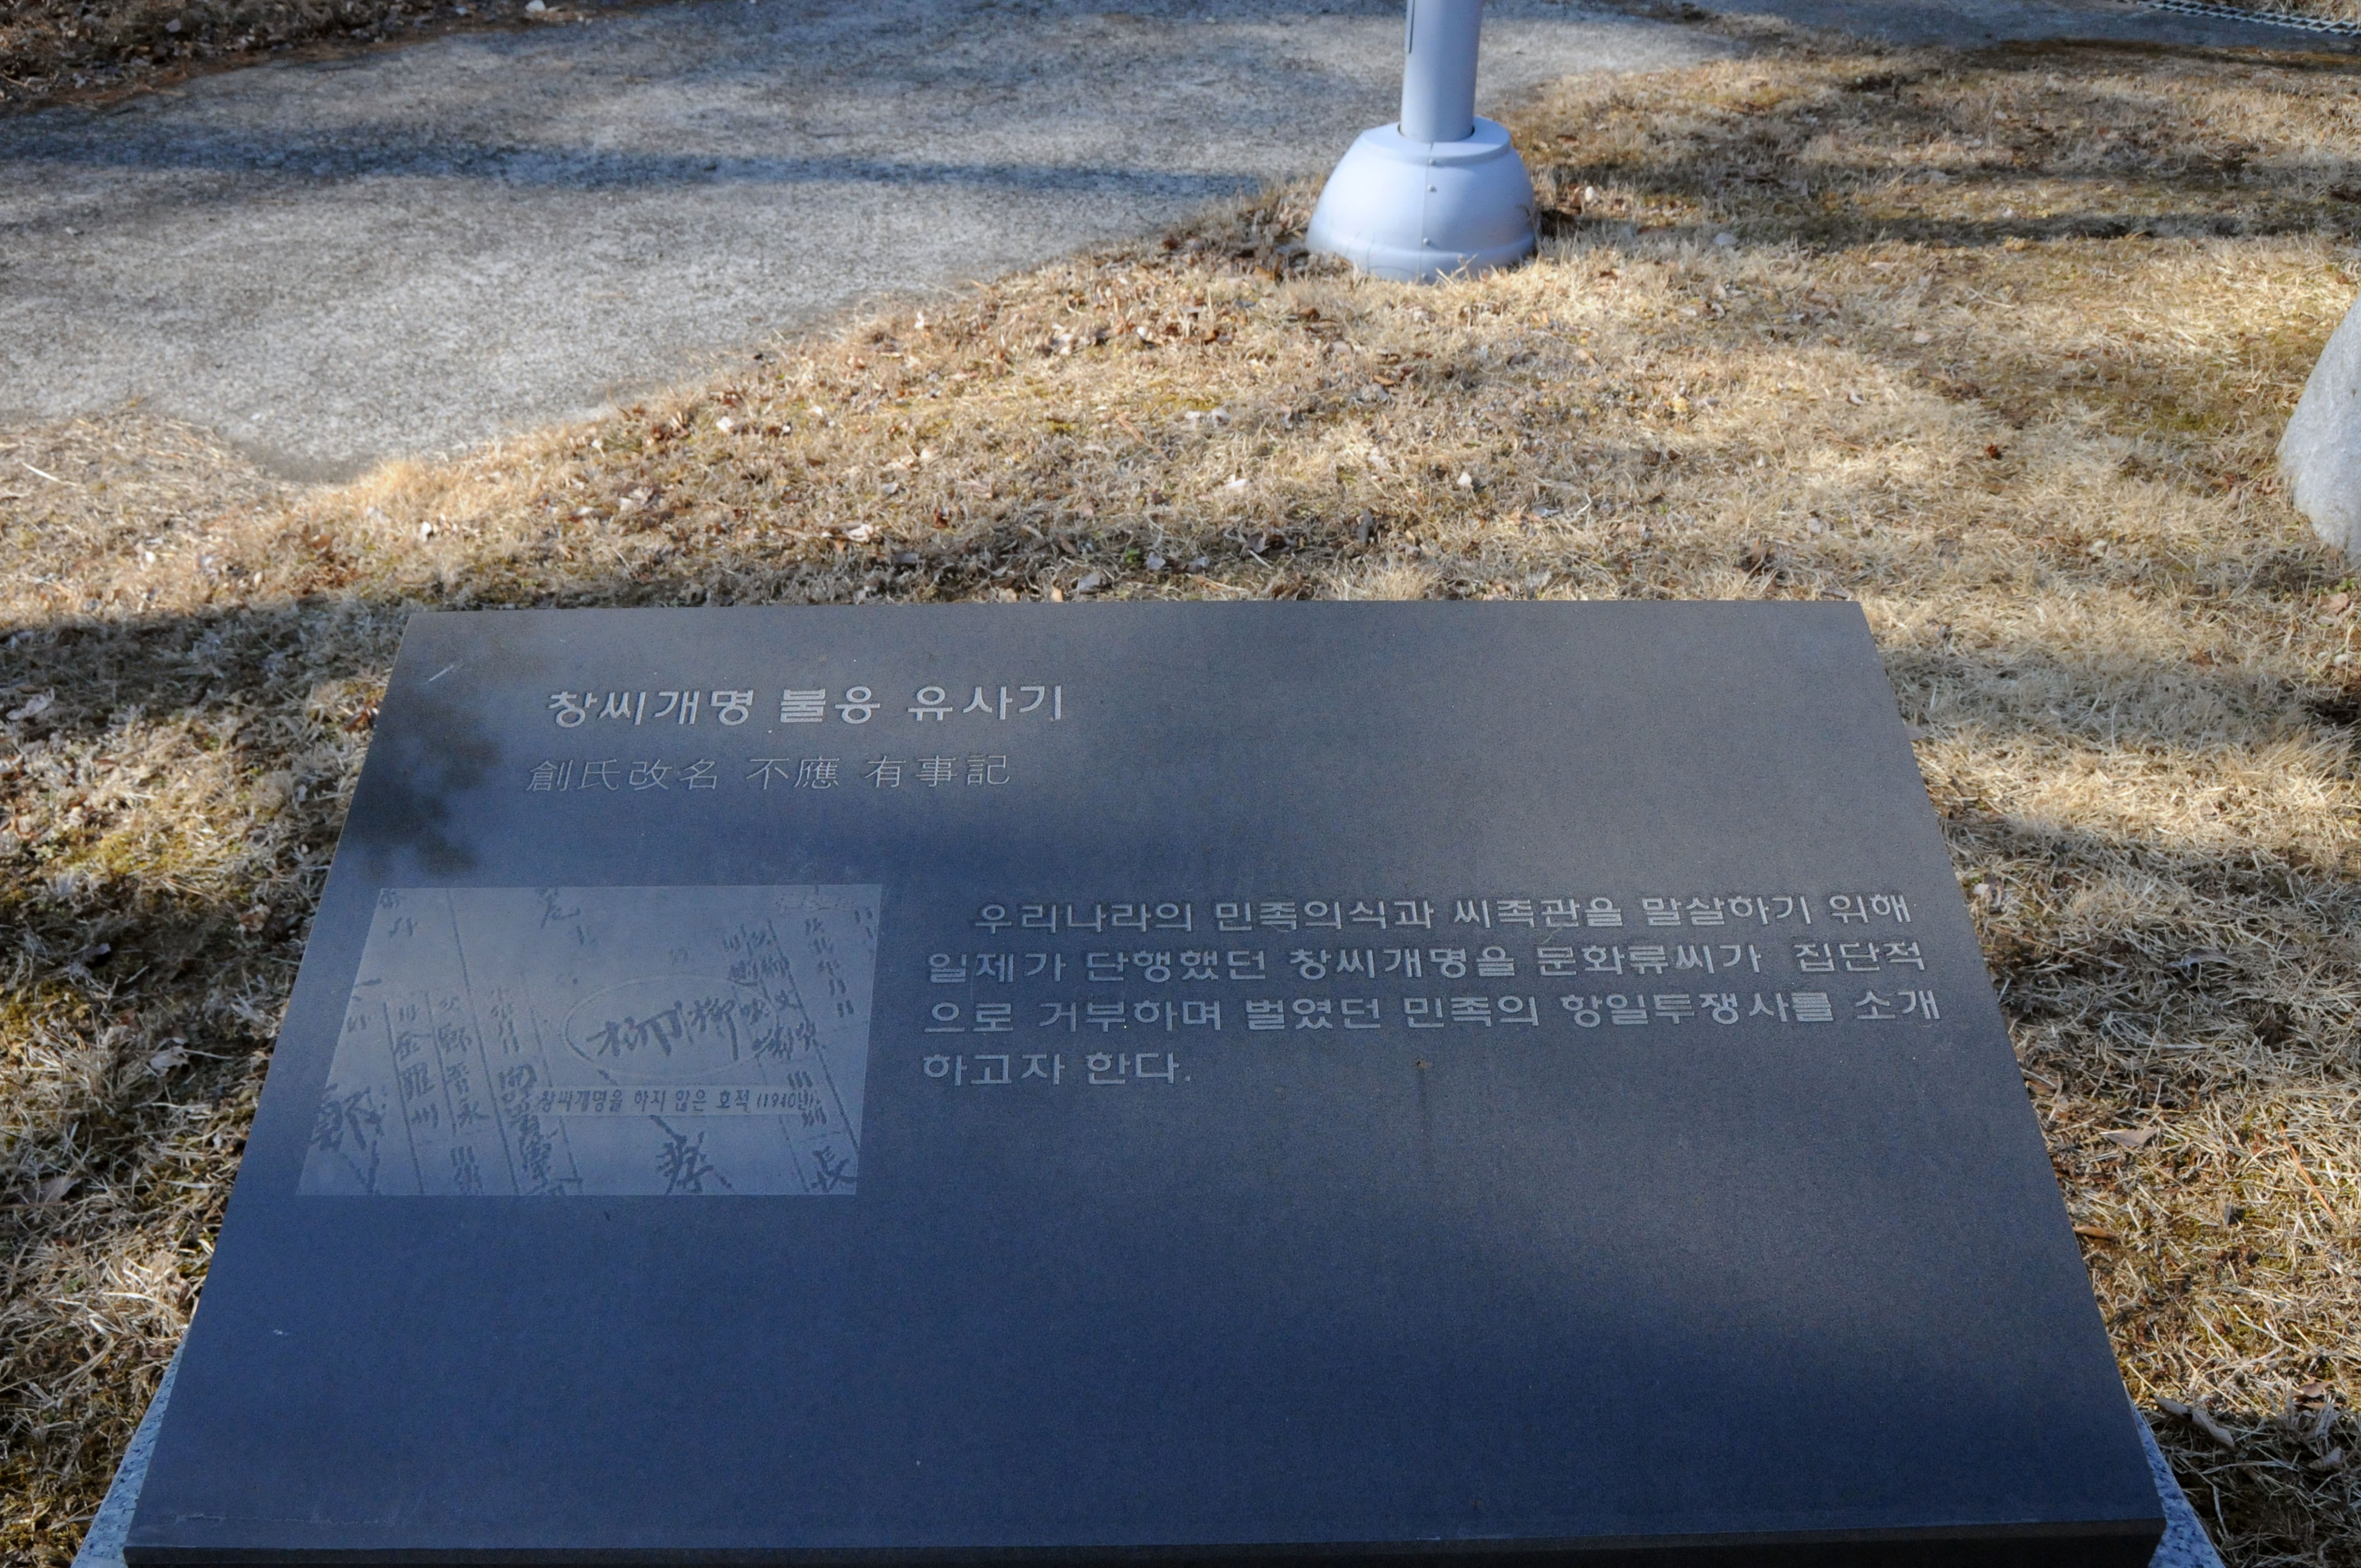 창씨개명 불응 유사기
創氏改名 不應 有事記
우리나라의 민족의식과 씨족관을 말살하기 위해
일제가 단행했던 창씨개명을 문화류씨가 집단적
으로 거부하며 벌였던 민족의 항일투쟁사를 소개
하고자 한다.
柳
金羅州
창씨개명을 하지 않은 호적 (1940년)
長